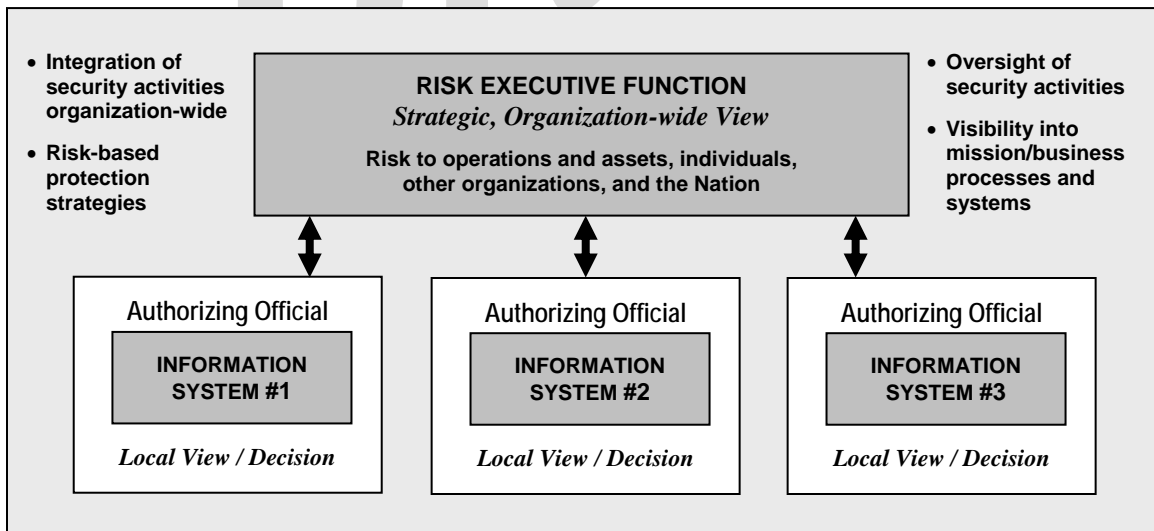 • Integration of
security activities
organization-wide
• Risk-based
protection
strategies
RISK EXECUTIVE FUNCTION
Strategic, Organization-wide View
Risk to operations and assets, individuals,
other organizations, and the Nation
• Oversight of
security activities
• Visibility into
mission/business
processes and
systems
Authorizing Official
INFORMATION
SYSTEM #1
Local View / Decision
Authorizing Official
INFORMATION
SYSTEM #2
Local View / Decision
Authorizing Official
INFORMATION
SYSTEM #3
Local View / Decision